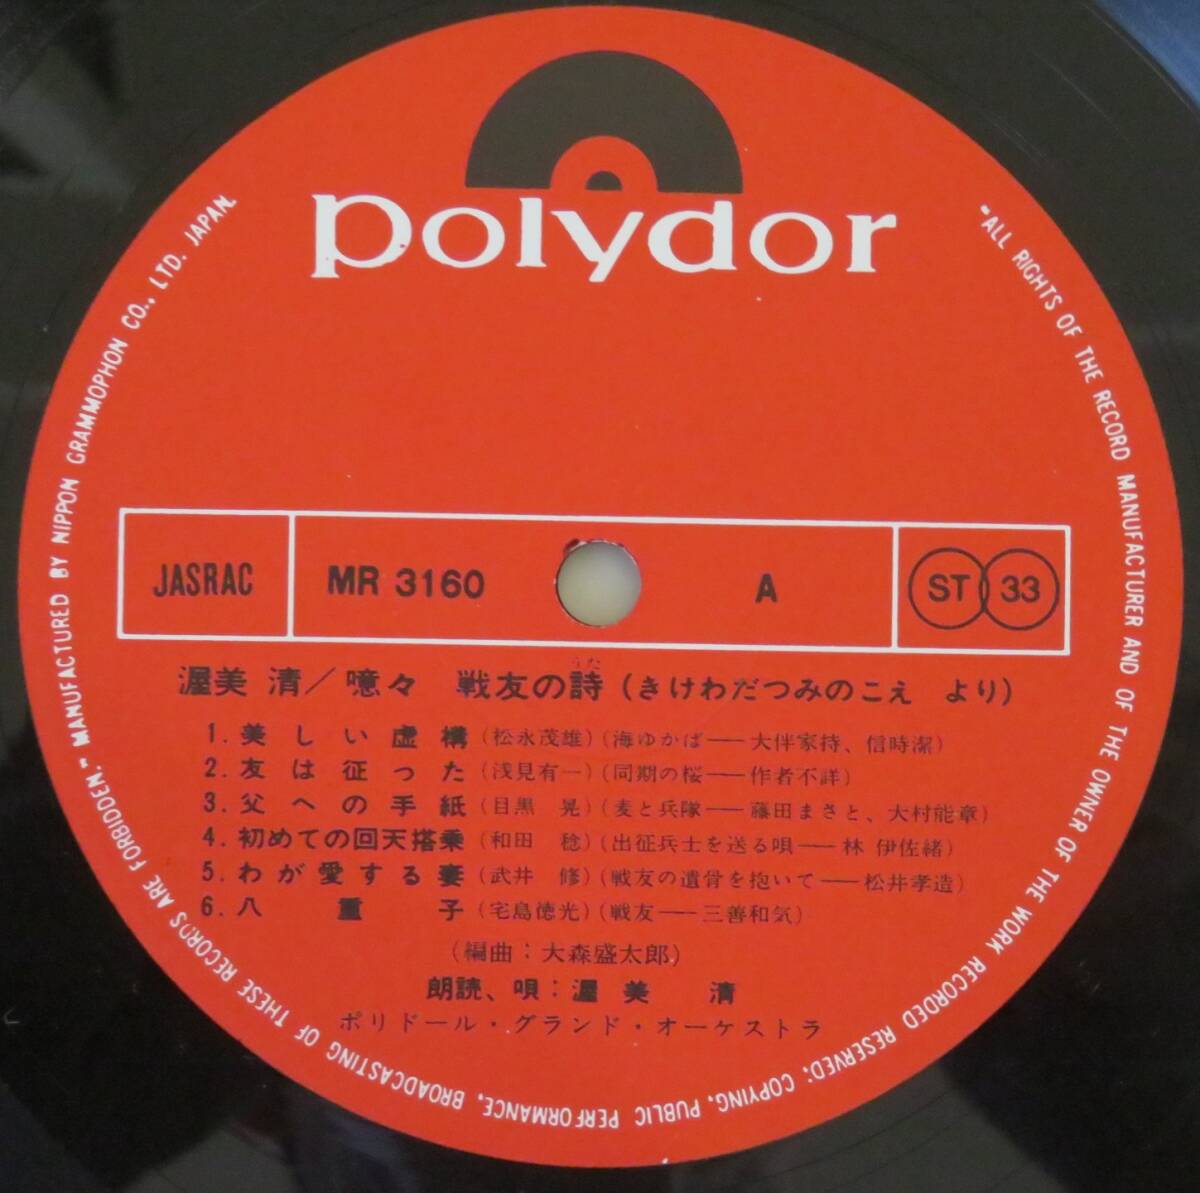 polydor
JASRAC
MR 3160
A
ST 33
渥美 清／噫々 戦友の詩（きけわだつみのこえ より）
うた
1. 美しい虚構（松永茂雄）（海ゆかば——大伴家持、信時潔）
2. 友は征った（浅見有一）（同期の桜——作者不詳）
3. 父への手紙（目黒 晃）（麦と兵隊——藤田まさと、大村能章）
4. 初めての回天搭乗（和田 稔）（出征兵士を送る唄——林 伊佐緒）
5. わが愛する妻（武井 修）（戦友の遺骨を抱いて——松井孝造）
6. 八重子（宅島徳光）（戦友——三善和気）
（編曲：大森盛太郎）
朗読、唄：渥美 清
ポリドール・グランド・オーケストラ
"ALL RIGHTS OF THE RECORD MANUFACTURER AND OF THE OWNER OF THE WORK RECORDED RESERVED; COPYING, PUBLIC PERFORMANCE, BROADCASTING OF THESE RECORDS ARE FORBIDDEN." MANUFACTURED BY NIPPON GRAMMOPHON CO., LTD. JAPAN.